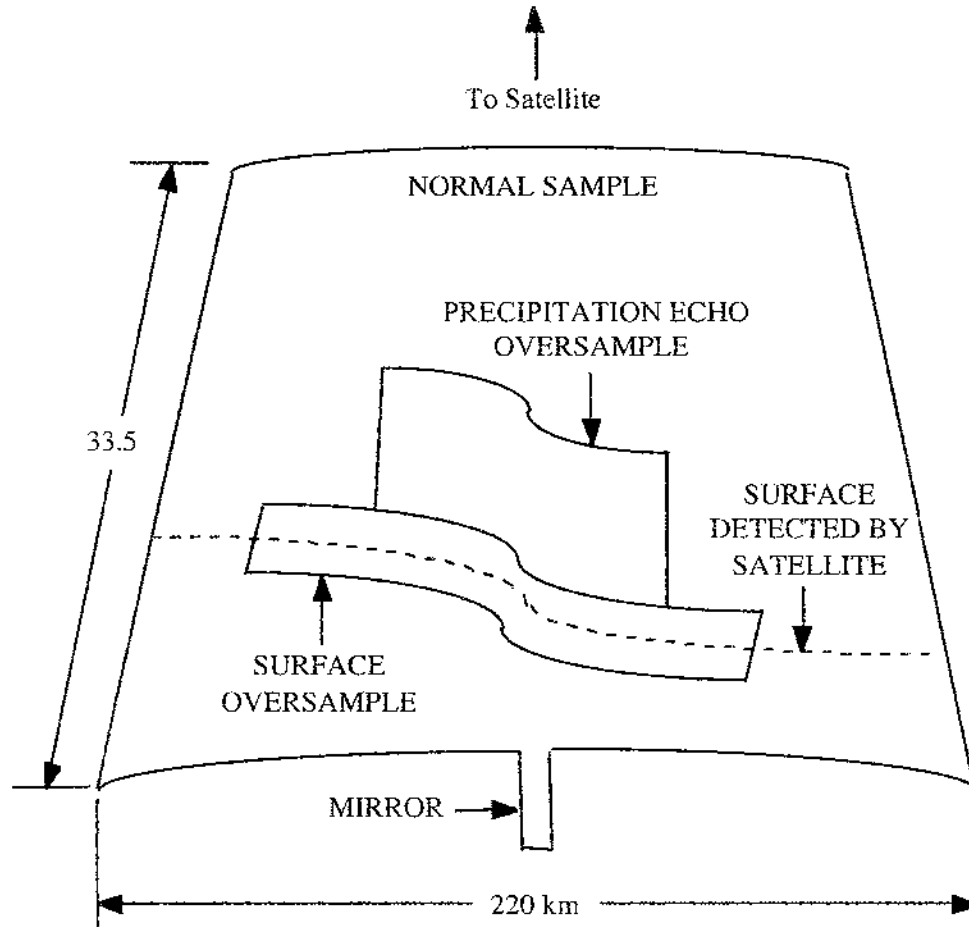 To Satellite
NORMAL SAMPLE
PRECIPITATION ECHO
OVERSAMPLE
33.5
SURFACE
DETECTED BY
SATELLITE
SURFACE
OVERSAMPLE
MIRROR
220 km